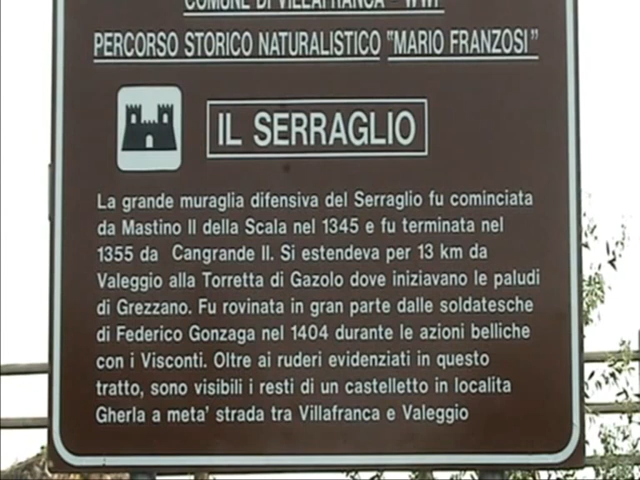 COMUNE DI VILLAFRANCA - WWF
PERCORSO STORICO NATURALISTICO "MARIO FRANZOSI"
IL SERRAGLIO
La grande muraglia difensiva del Serraglio fu cominciata
da Mastino II della Scala nel 1345 e fu terminata nel
1355 da Cangrande II. Si estendeva per 13 km da
Valeggio alla Torretta di Gazolo dove iniziavano le paludi
di Grezzano. Fu rovinata in gran parte dalle soldatesche
di Federico Gonzaga nel 1404 durante le azioni belliche
con i Visconti. Oltre ai ruderi evidenziati in questo
tratto, sono visibili i resti di un castelletto in localita
Gherla a meta' strada tra Villafranca e Valeggio